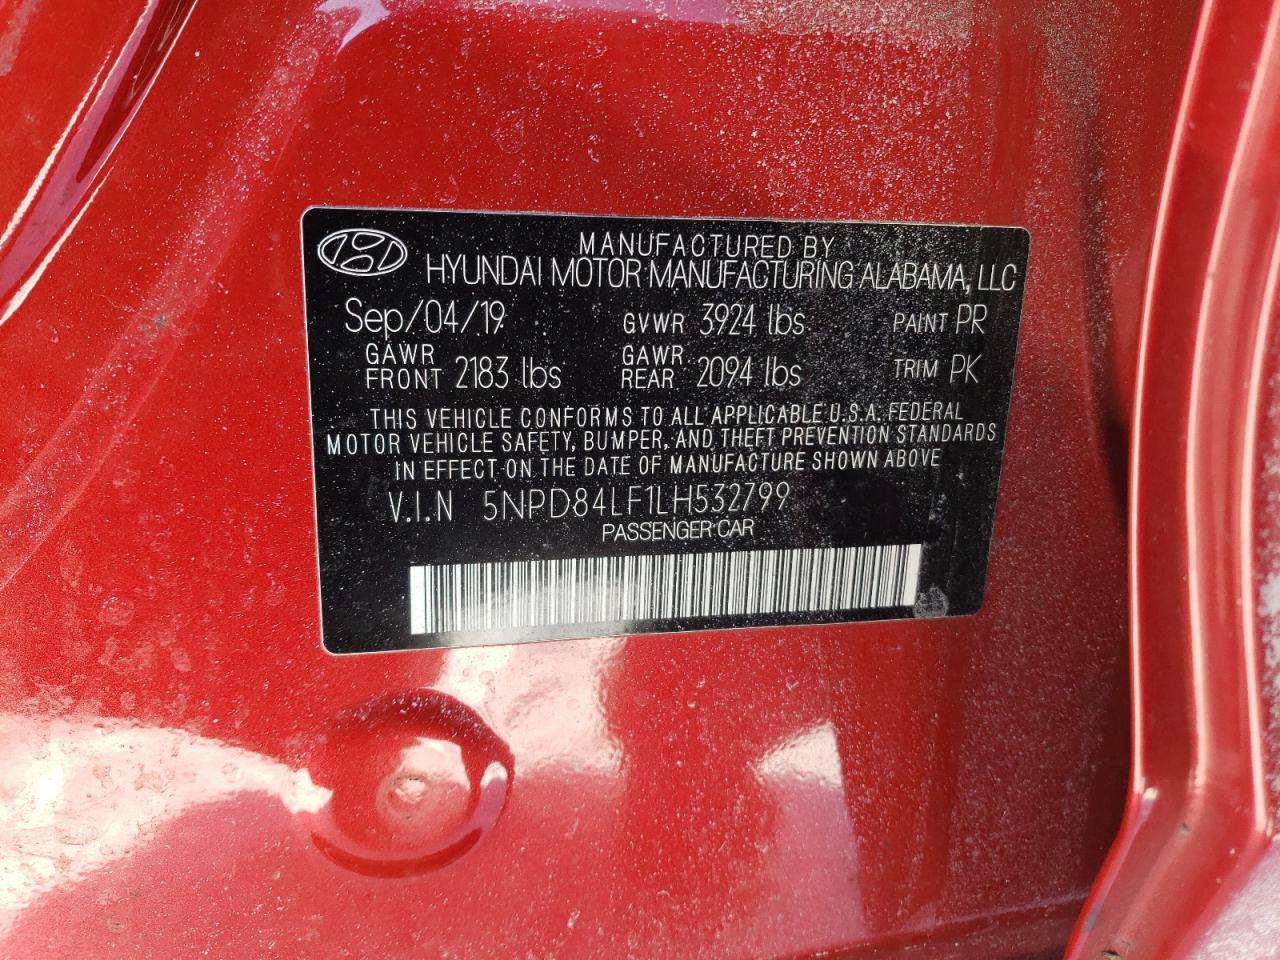 MANUFACTURED BY
HYUNDAI MOTOR MANUFACTURING ALABAMA, LLC
Sep/04/19 GVWR 3924 lbs PAINT PR
GAWR FRONT 2183 lbs GAWR REAR 2094 lbs TRIM PK
THIS VEHICLE CONFORMS TO ALL APPLICABLE U.S.A. FEDERAL
MOTOR VEHICLE SAFETY, BUMPER, AND THEFT PREVENTION STANDARDS
IN EFFECT ON THE DATE OF MANUFACTURE SHOWN ABOVE
V.I.N 5NPD84LF1LH532799
PASSENGER CAR